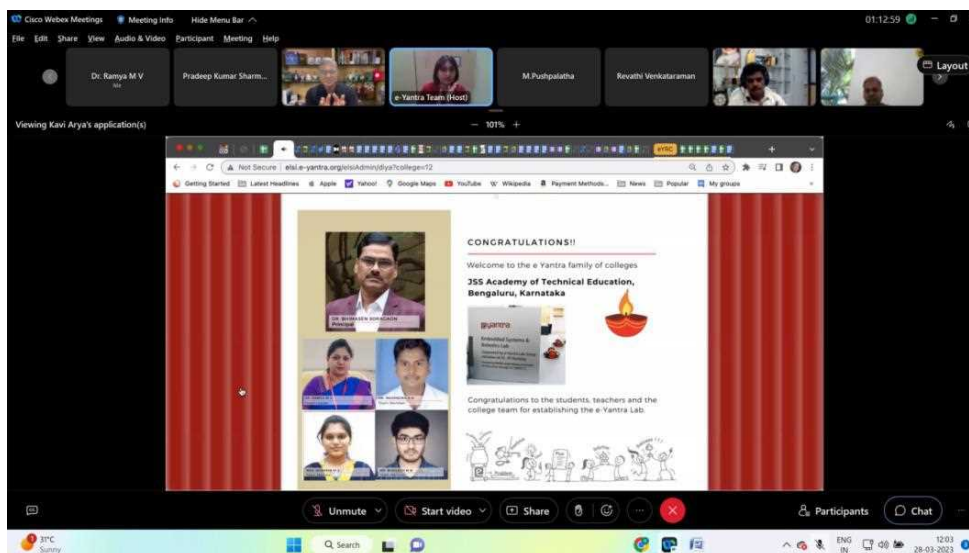 Cisco Webex Meetings Meeting Info Hide Menu Bar 01:12:59
File Edit Share View Audio & Video Participant Meeting Help
Dr. Ramya M V
Me
Pradeep Kumar Sharm...
e-Yantra Team (Host)
M.Pushpalatha
Revathi Venkataraman
Layout
Viewing Kavi Arya's application(s)
101%
eYRC
Not Secure elsi.e-yantra.org/elsiAdmin/diya?college=12
Getting Started Latest Headlines Apple Yahoo! Google Maps YouTube Wikipedia Payment Methods... News Popular My groups
Principal
CONGRATULATIONS!!
Welcome to the e Yantra family of colleges
JSS Academy of Technical Education,
Bengaluru, Karnataka
eyantra
Embedded Systems &
Robotics Lab
Congratulations to the students, teachers and the
college team for establishing the e-Yantra Lab.
Unmute Start video Share Participants Chat
31°C
Sunny
Search
ENG
IN
12:03
28-03-2023